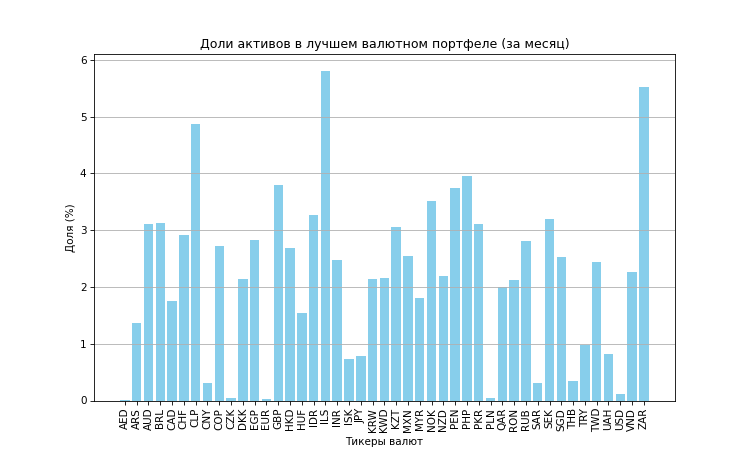 Доли активов в лучшем валютном портфеле (за месяц)
Доля (%)
6
5
4
3
2
1
0
AED ARS AUD BRL CAD CHF CLP CNY COP CZK DKK EGP EUR GBP HKD HUF IDR ILS INR ISK JPY KRW KWD KZT MXN MYR NOK NZD PEN PHP PKR PLN QAR RON RUB SAR SEK SGD THB TRY TWD UAH USD VND ZAR
Тикеры валют